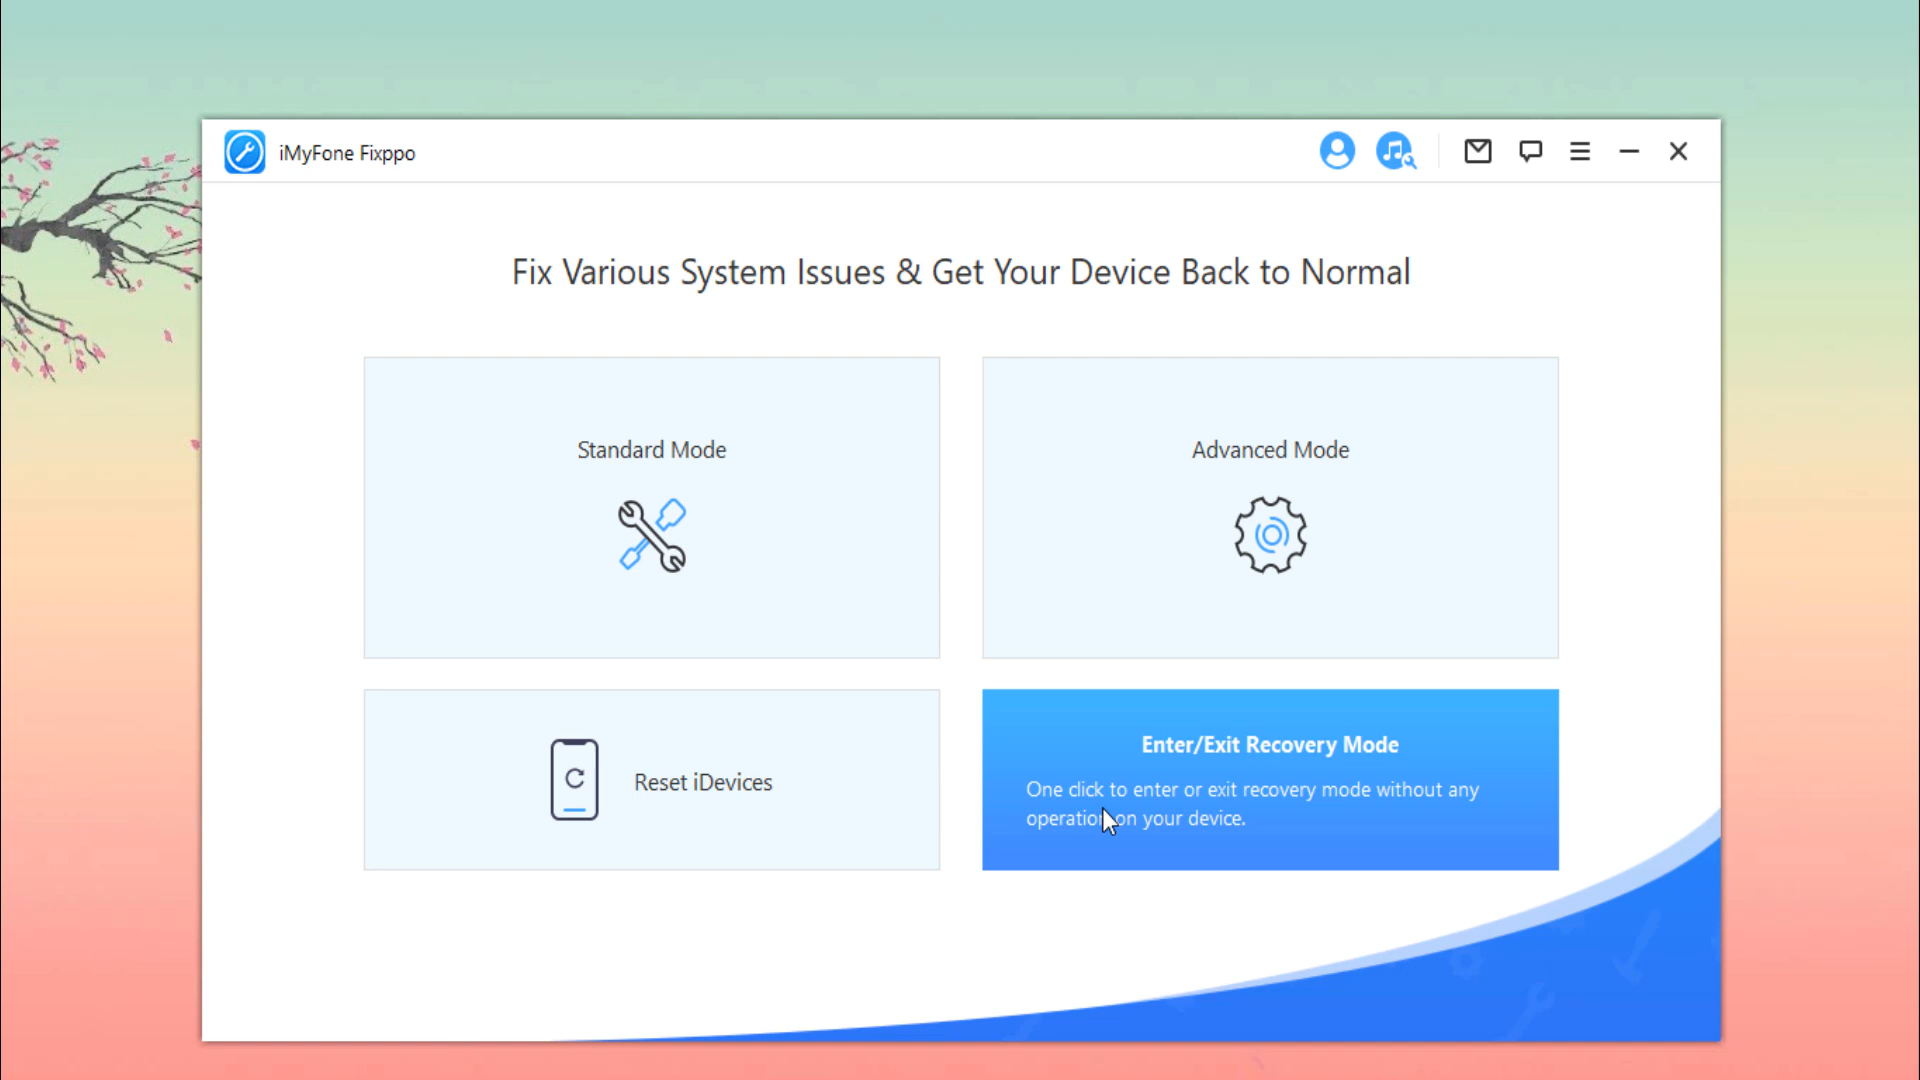 iMyFone Fixppo
Fix Various System Issues & Get Your Device Back to Normal
Standard Mode
Advanced Mode
Reset iDevices
Enter/Exit Recovery Mode
One click to enter or exit recovery mode without any
operation on your device.